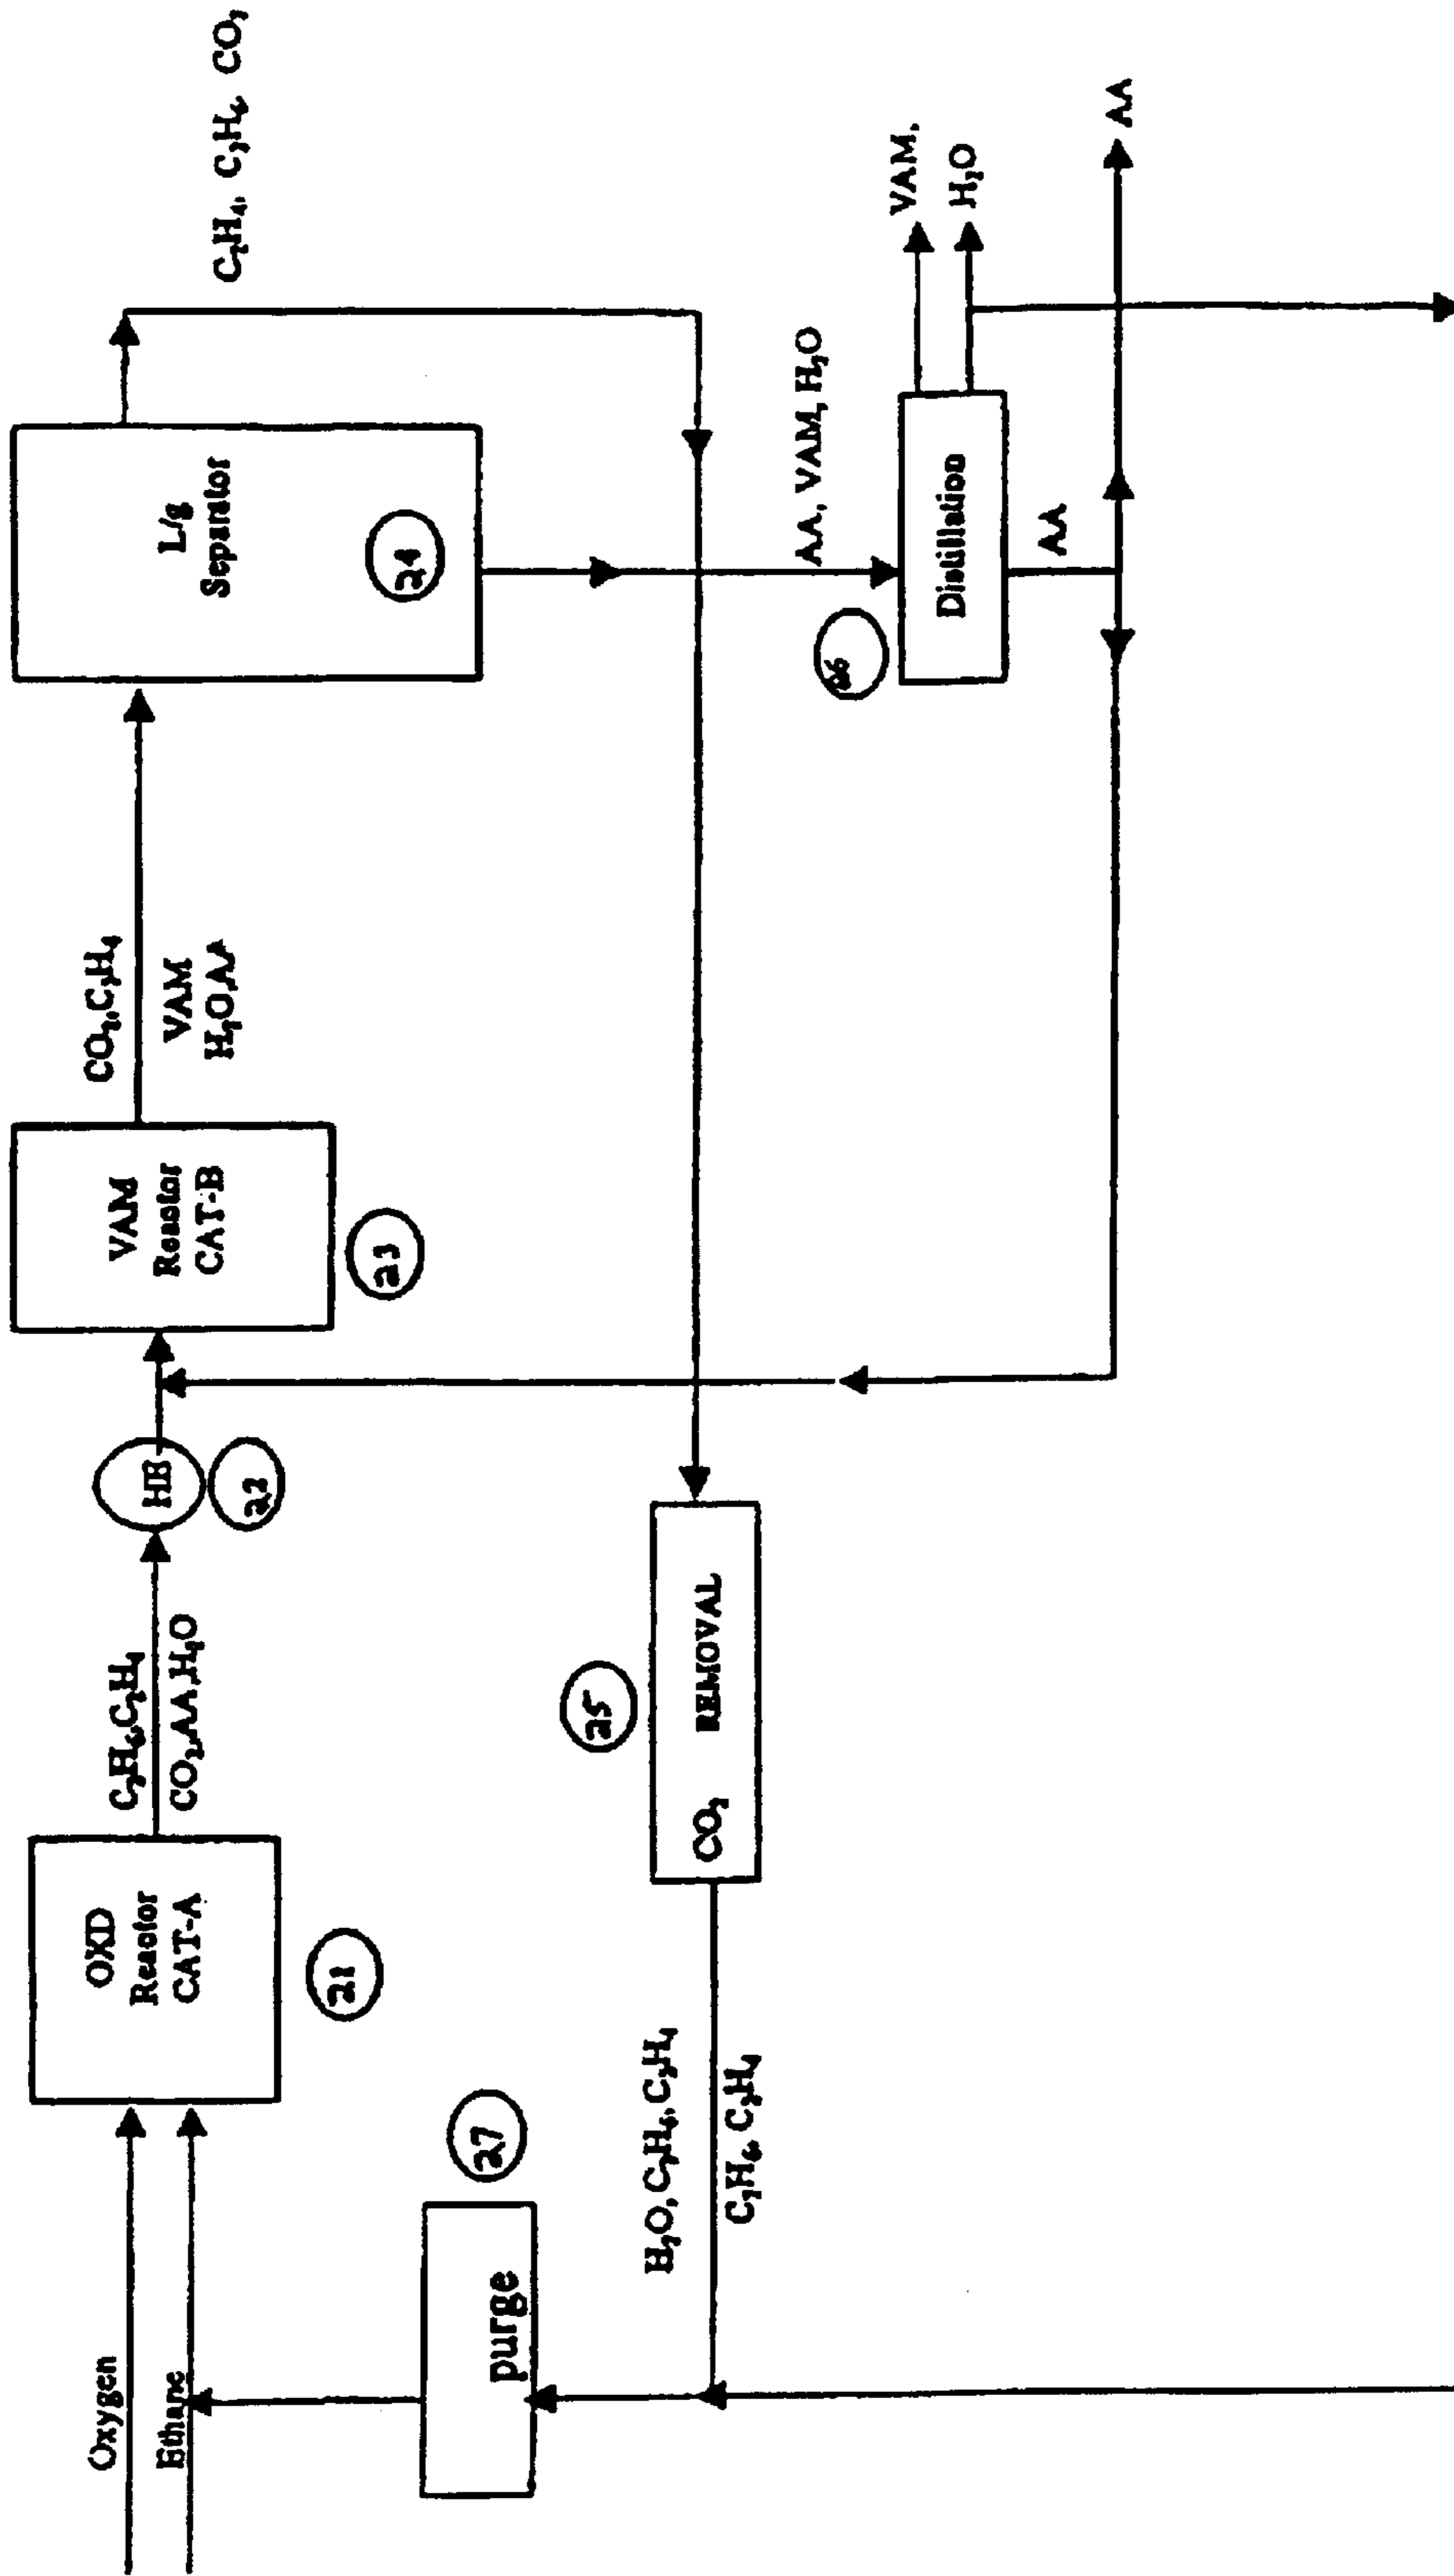 Oxygen
Ethane
OXD
Reactor
CAT-A
21
C₂H₆,C₂H₄
CO₂,AA,H₂O
HE
22
VAM
Reactor
CAT-B
23
CO₂,C₂H₄
VAM
H₂O,AA
L/g
Separator
24
C₂H₄, C₂H₆, CO₂
purge
27
H₂O, C₂H₆, C₂H₄
C₂H₆, C₂H₄
CO₂ REMOVAL
25
AA, VAM, H₂O
Distillation
VAM,
H₂O
AA
AA